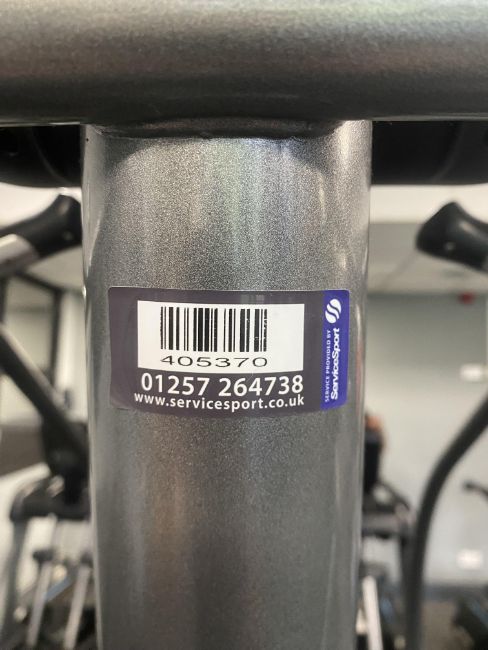 405370
01257 264738
www.servicesport.co.uk
SERVICE PROVIDED BY
ServiceSport